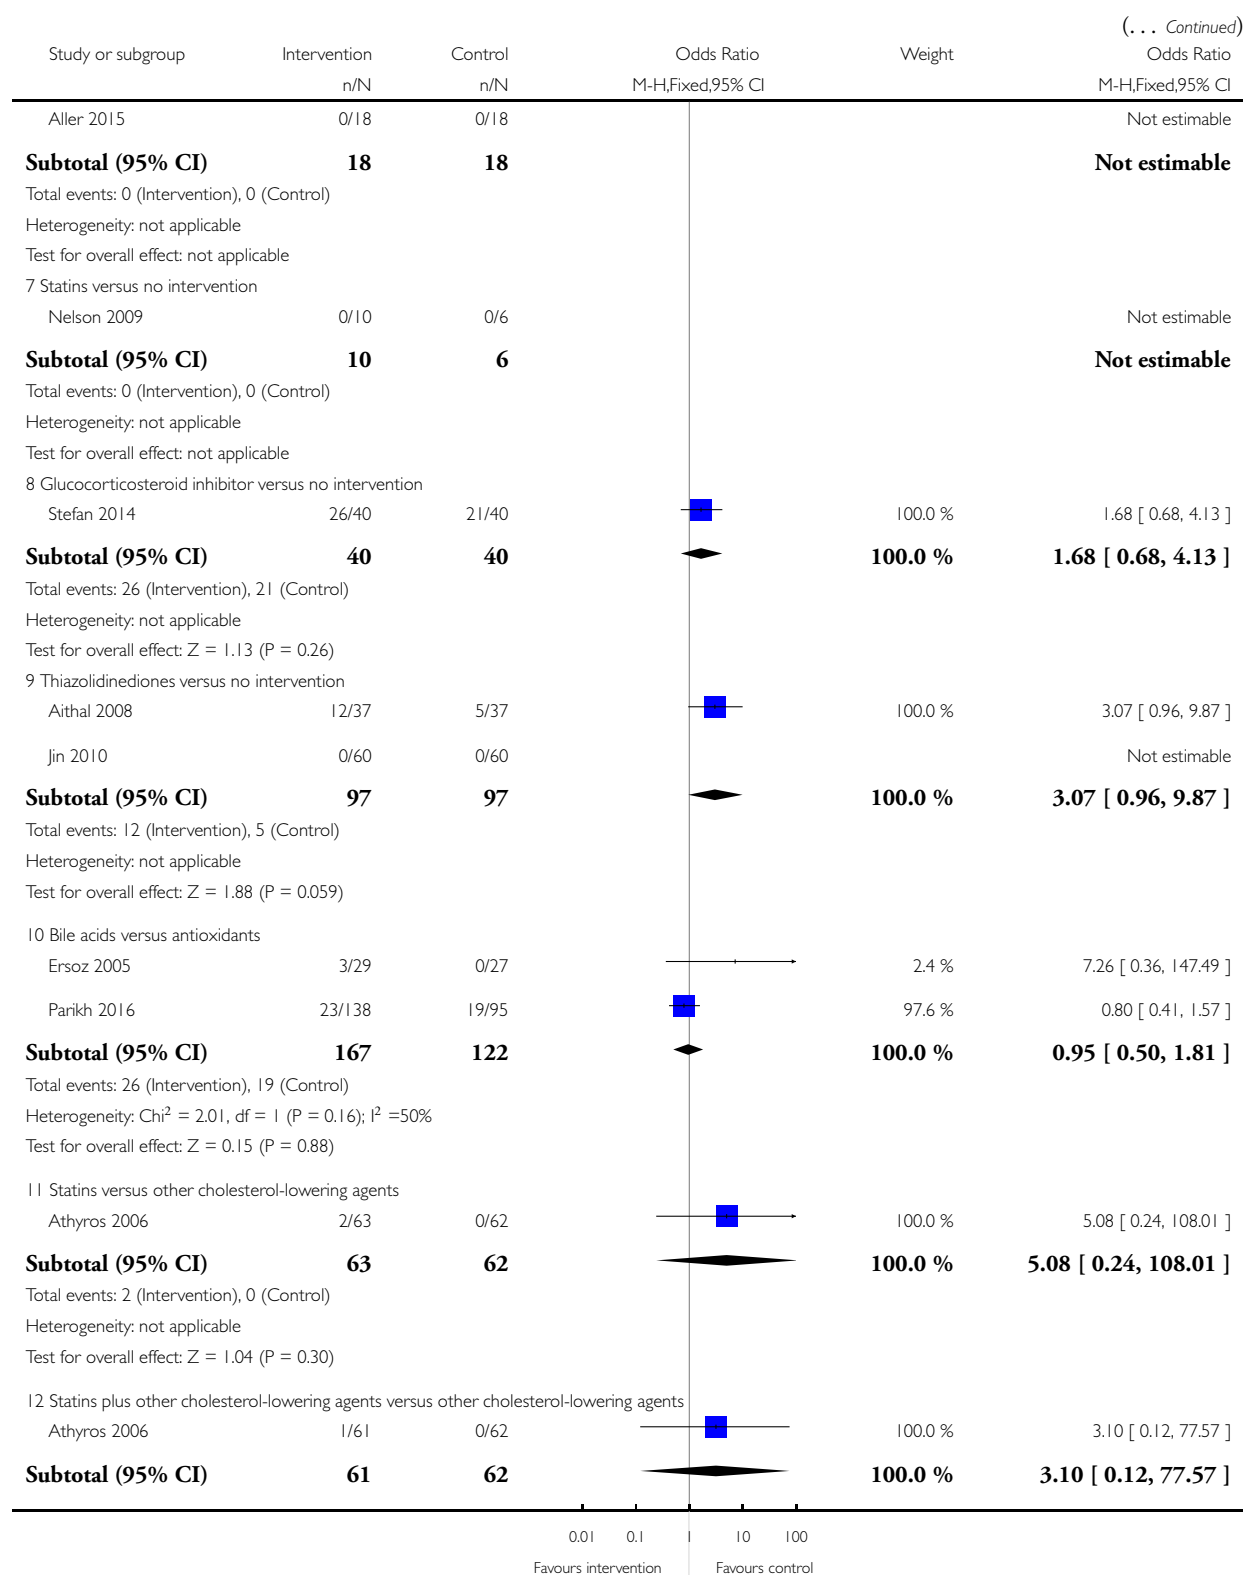 (... Continued)
Study or subgroup Intervention Control Odds Ratio Weight Odds Ratio
n/N n/N M-H,Fixed,95% CI M-H,Fixed,95% CI
Aller 2015 0/18 0/18 Not estimable
Subtotal (95% CI) 18 18 Not estimable
Total events: 0 (Intervention), 0 (Control)
Heterogeneity: not applicable
Test for overall effect: not applicable
7 Statins versus no intervention
Nelson 2009 0/10 0/6 Not estimable
Subtotal (95% CI) 10 6 Not estimable
Total events: 0 (Intervention), 0 (Control)
Heterogeneity: not applicable
Test for overall effect: not applicable
8 Glucocorticosteroid inhibitor versus no intervention
Stefan 2014 26/40 21/40 100.0 % 1.68 [ 0.68, 4.13 ]
Subtotal (95% CI) 40 40 100.0 % 1.68 [ 0.68, 4.13 ]
Total events: 26 (Intervention), 21 (Control)
Heterogeneity: not applicable
Test for overall effect: Z = 1.13 (P = 0.26)
9 Thiazolidinediones versus no intervention
Aithal 2008 12/37 5/37 100.0 % 3.07 [ 0.96, 9.87 ]
Jin 2010 0/60 0/60 Not estimable
Subtotal (95% CI) 97 97 100.0 % 3.07 [ 0.96, 9.87 ]
Total events: 12 (Intervention), 5 (Control)
Heterogeneity: not applicable
Test for overall effect: Z = 1.88 (P = 0.059)
10 Bile acids versus antioxidants
Ersoz 2005 3/29 0/27 2.4 % 7.26 [ 0.36, 147.49 ]
Parikh 2016 23/138 19/95 97.6 % 0.80 [ 0.41, 1.57 ]
Subtotal (95% CI) 167 122 100.0 % 0.95 [ 0.50, 1.81 ]
Total events: 26 (Intervention), 19 (Control)
Heterogeneity: Chi² = 2.01, df = 1 (P = 0.16); I² =50%
Test for overall effect: Z = 0.15 (P = 0.88)
11 Statins versus other cholesterol-lowering agents
Athyros 2006 2/63 0/62 100.0 % 5.08 [ 0.24, 108.01 ]
Subtotal (95% CI) 63 62 100.0 % 5.08 [ 0.24, 108.01 ]
Total events: 2 (Intervention), 0 (Control)
Heterogeneity: not applicable
Test for overall effect: Z = 1.04 (P = 0.30)
12 Statins plus other cholesterol-lowering agents versus other cholesterol-lowering agents
Athyros 2006 1/61 0/62 100.0 % 3.10 [ 0.12, 77.57 ]
Subtotal (95% CI) 61 62 100.0 % 3.10 [ 0.12, 77.57 ]
0.01 0.1 1 10 100
Favours intervention Favours control